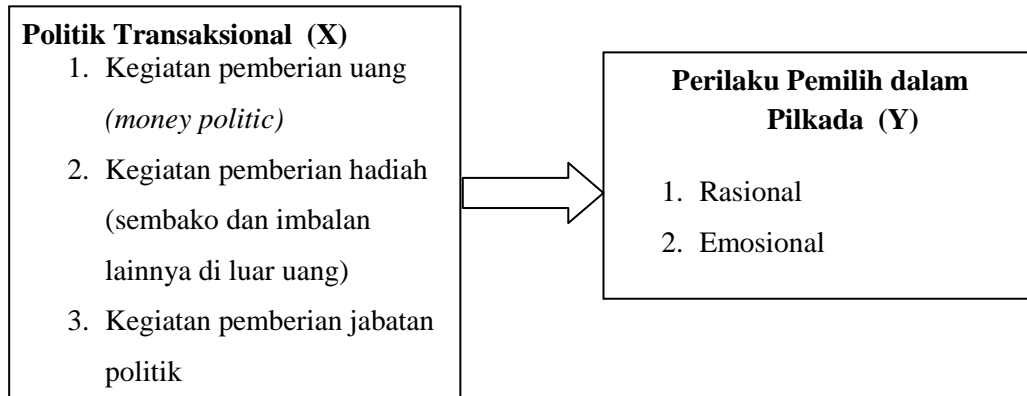 Politik Transaksional (X)
1. Kegiatan pemberian uang
(money politic)
2. Kegiatan pemberian hadiah
(sembako dan imbalan
lainnya di luar uang)
3. Kegiatan pemberian jabatan
politik
Perilaku Pemilih dalam
Pilkada (Y)
1. Rasional
2. Emosional